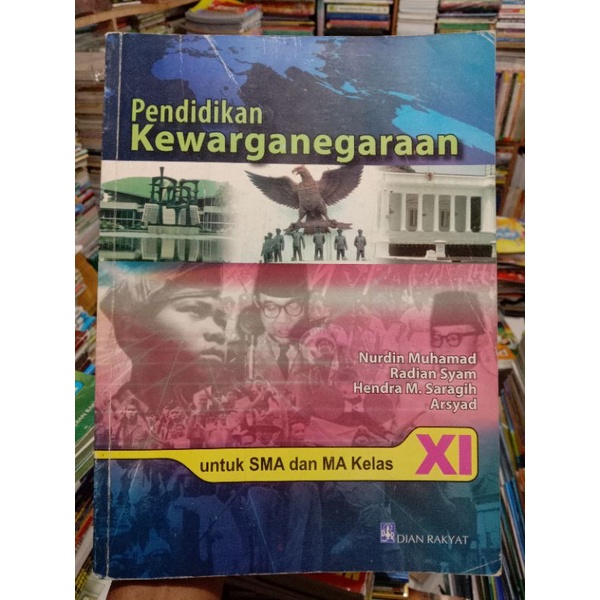 Pendidikan
Kewarganegaraan
Nurdin Muhamad
Radian Syam
Hendra M. Saragih
Arsyad
untuk SMA dan MA Kelas XI
DIAN RAKYAT